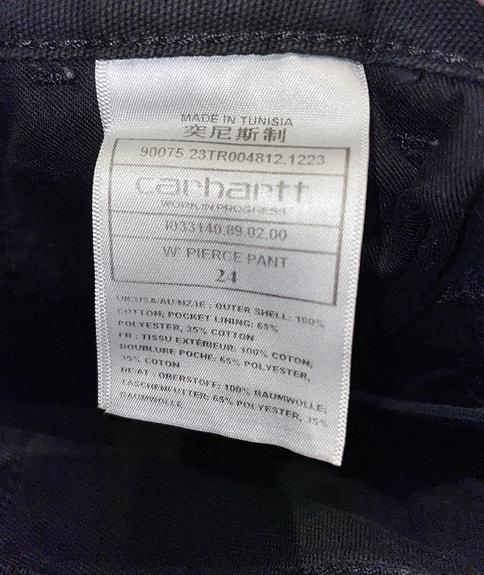 MADE IN TUNISIA
突尼斯制
90075.23TR004812.1223
carhartt
WORK IN PROGRESS
I033140.89.02.00
W' PIERCE PANT
24
UK/USA/AU/NZ/IE : OUTER SHELL: 100%
COTTON; POCKET LINING: 65%
POLYESTER, 35% COTTON
FR : TISSU EXTÉRIEUR: 100% COTON;
DOUBLURE POCHE: 65% POLYESTER,
35% COTON
DE/AT : OBERSTOFF: 100% BAUMWOLLE;
TASCHENFUTTER: 65% POLYESTER, 35%
BAUMWOLLE